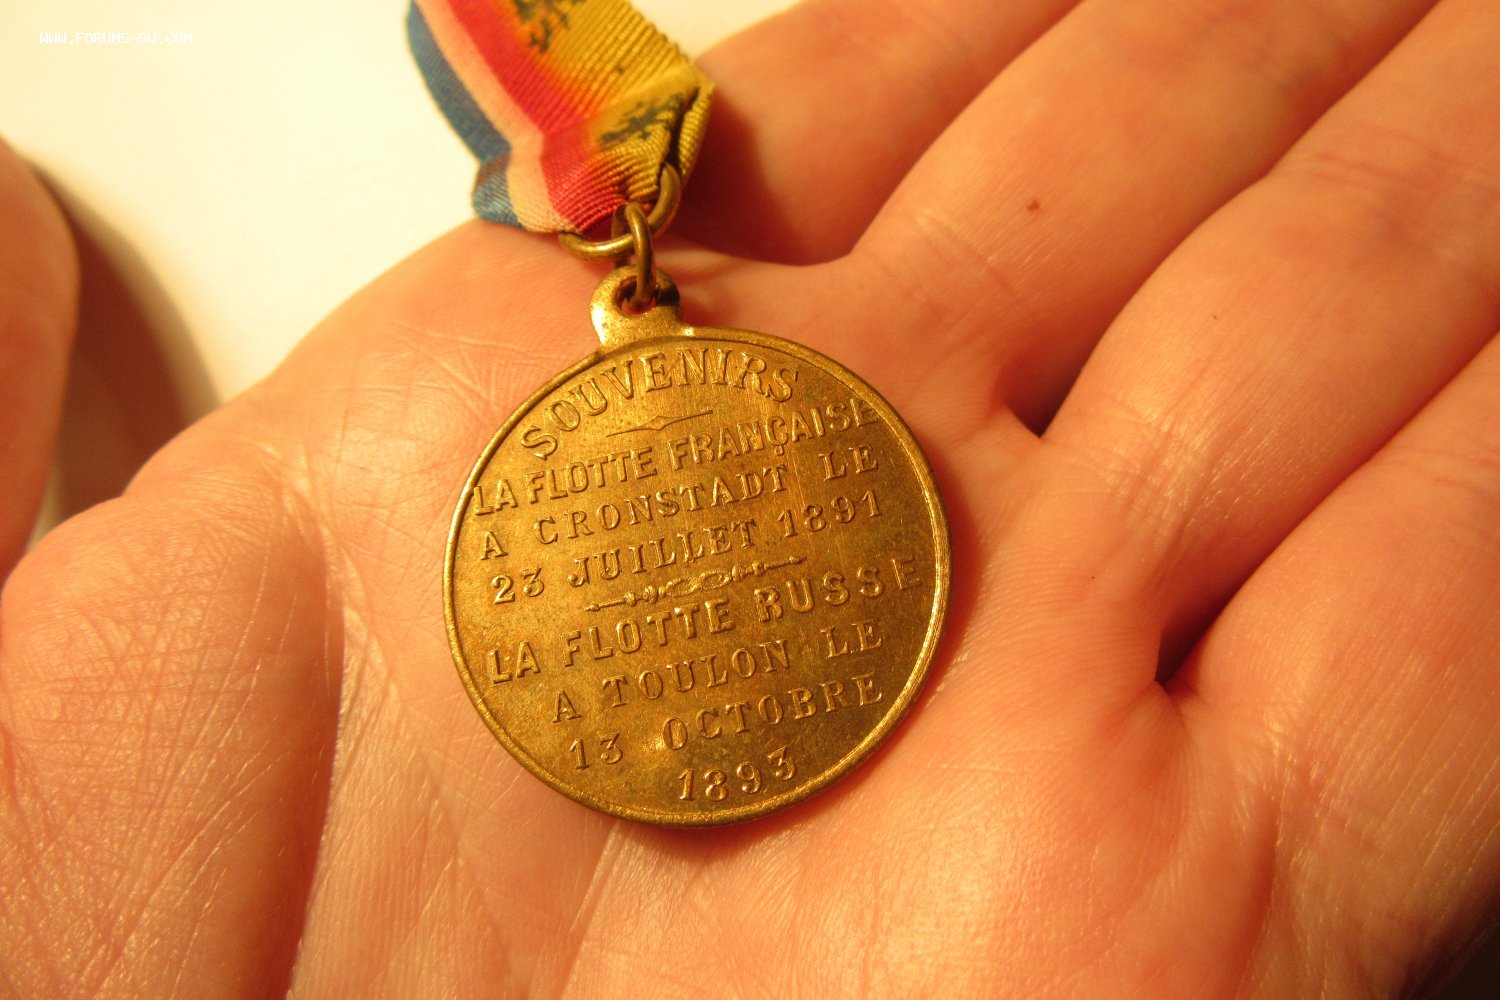 WWW.FORUMS-SU.COM
SOUVENIRS
LA FLOTTE FRANÇAISE
A CRONSTADT LE
23 JUILLET 1891
LA FLOTTE RUSSE
A TOULON LE
13 OCTOBRE
1893